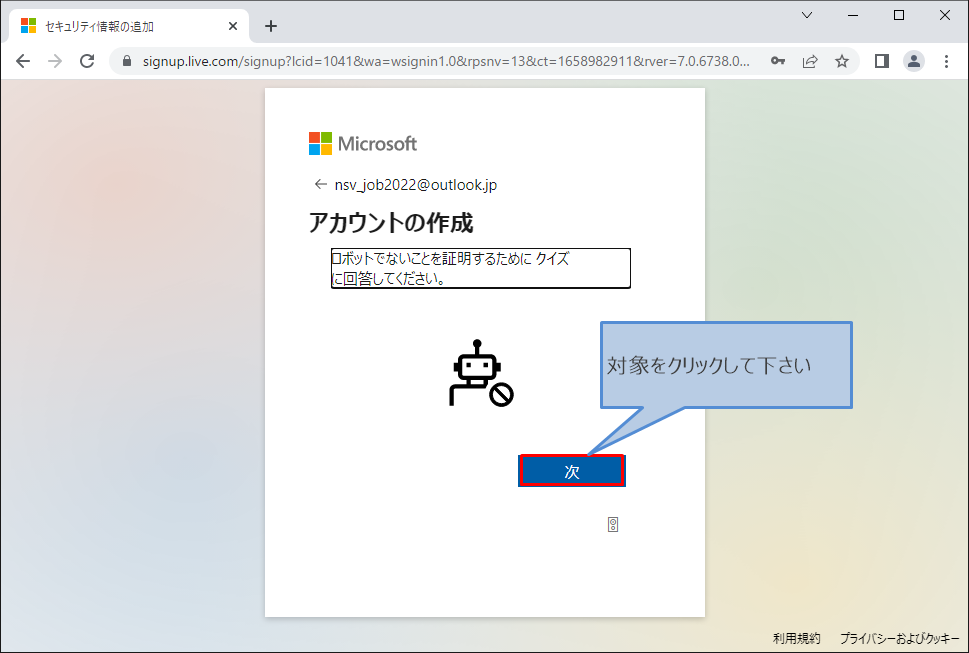 セキュリティ情報の追加
signup.live.com/signup?lcid=1041&wa=wsignin1.0&rpsnv=13&ct=1658982911&rver=7.0.6738.0...
Microsoft
nsv_job2022@outlook.jp
アカウントの作成
ロボットでないことを証明するために クイズ
に回答してください。
対象をクリックして下さい
次
利用規約 プライバシーおよびクッキー